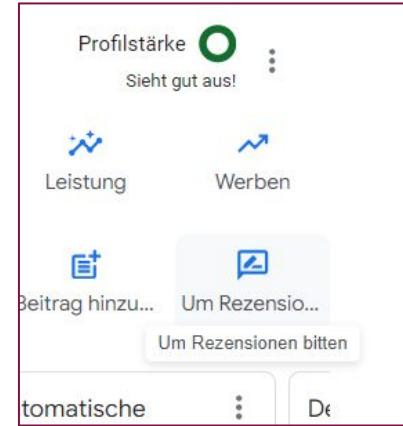 Profilstärke
Sieht gut aus!
Leistung Werben
Beitrag hinzu... Um Rezensio...
Um Rezensionen bitten
tomatische De